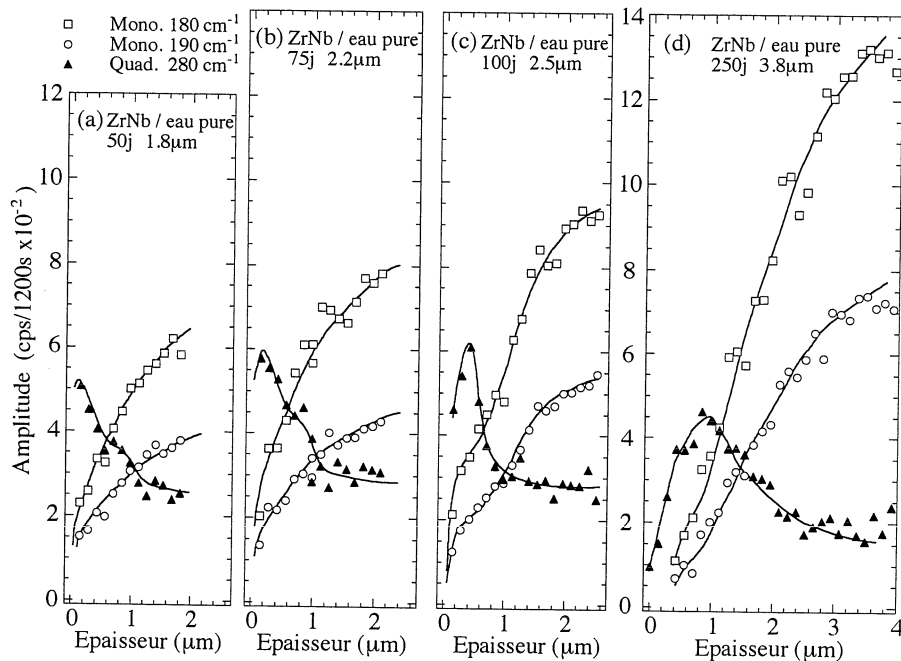 Mono. 180 cm-1
Mono. 190 cm-1
Quad. 280 cm-1
(a) ZrNb / eau pure
50j 1.8µm
(b) ZrNb / eau pure
75j 2.2µm
(c) ZrNb / eau pure
100j 2.5µm
(d) ZrNb / eau pure
250j 3.8µm
Amplitude (cps/1200s x10-2)
12
10
8
6
4
2
0
14
12
10
8
6
4
2
0
0 1 2
0 1 2
0 1 2
0 1 2 3 4
Epaisseur (µm)
Epaisseur (µm)
Epaisseur (µm)
Epaisseur (µm)